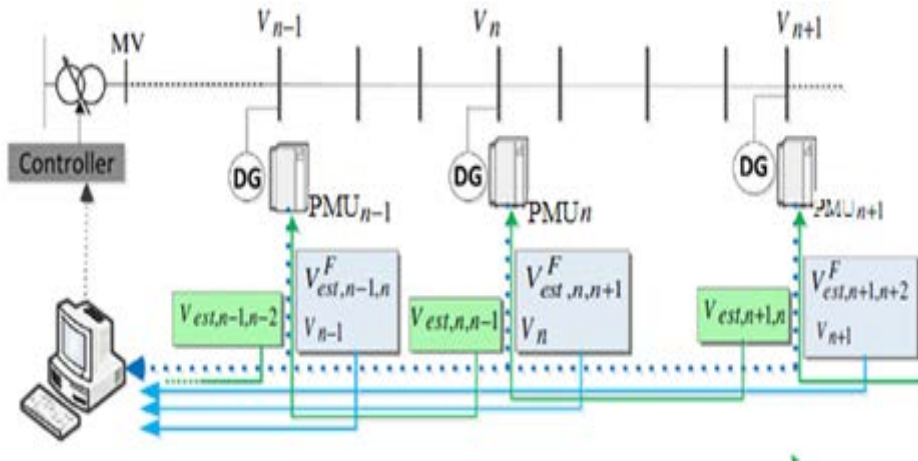 V_{n-1} V_n V_{n+1}
MV
Controller
DG DG DG
PMU_{n-1} PMU_n PMU_{n+1}
V^F_{est,n-1,n} V^F_{est,n,n+1} V^F_{est,n+1,n+2}
V_{est,n-1,n-2} V_{est,n,n-1} V_{est,n+1,n}
V_{n-1} V_n V_{n+1}